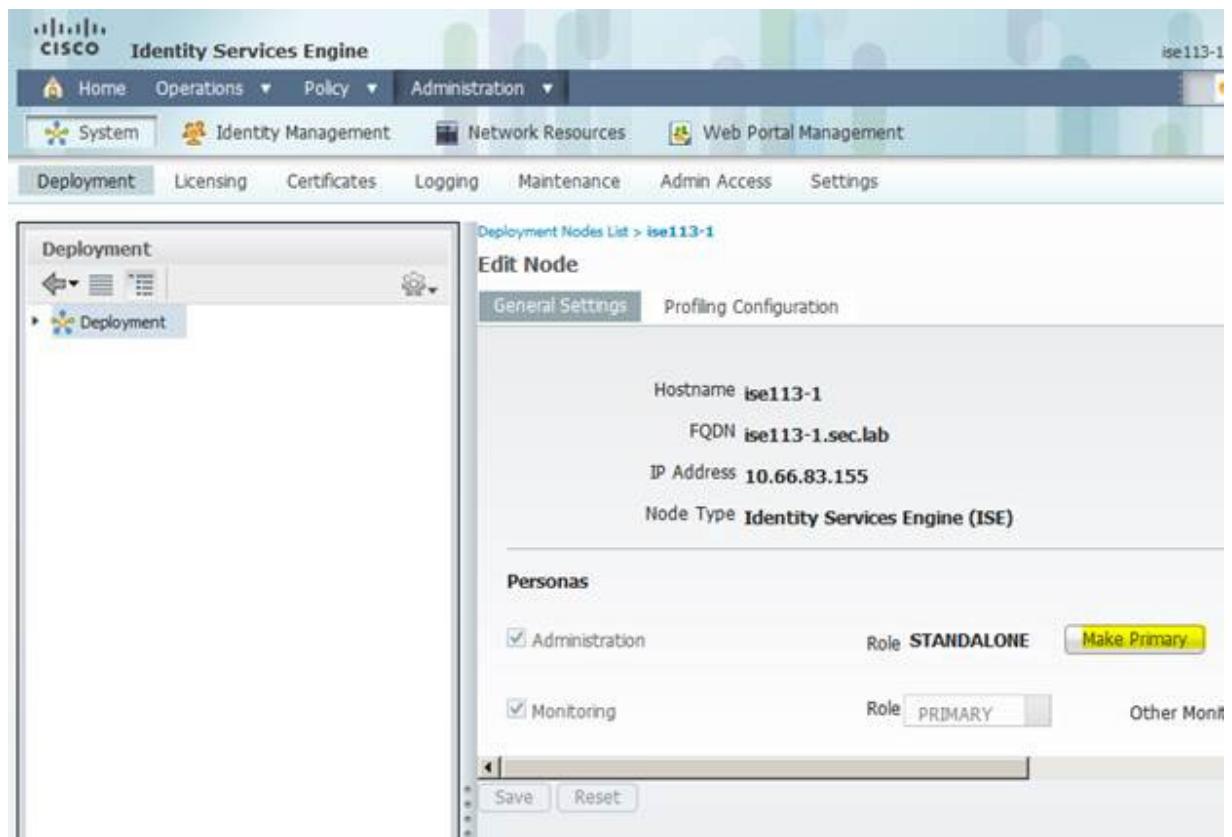 CISCO Identity Services Engine ise113-1
Home Operations Policy Administration
System Identity Management Network Resources Web Portal Management
Deployment Licensing Certificates Logging Maintenance Admin Access Settings
Deployment
Deployment
Deployment Nodes List > ise113-1
Edit Node
General Settings Profiling Configuration
Hostname ise113-1
FQDN ise113-1.sec.lab
IP Address 10.66.83.155
Node Type Identity Services Engine (ISE)
Personas
Administration Role STANDALONE Make Primary
Monitoring Role PRIMARY Other Monit
Save Reset